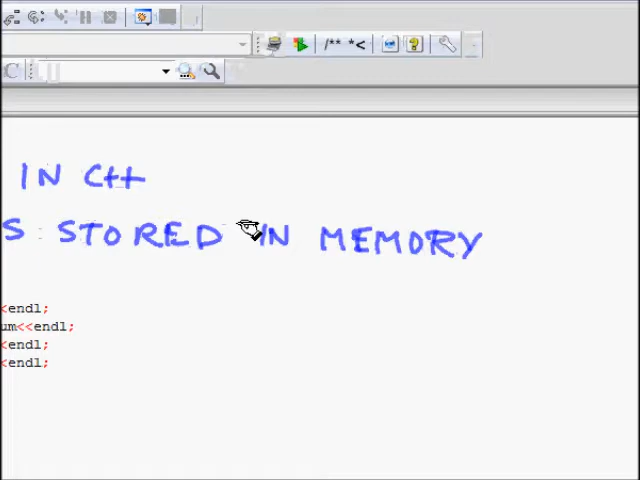 /** *<
C
IN C++
S STORED IN MEMORY
<endl;
um<<endl;
<endl;
<endl;